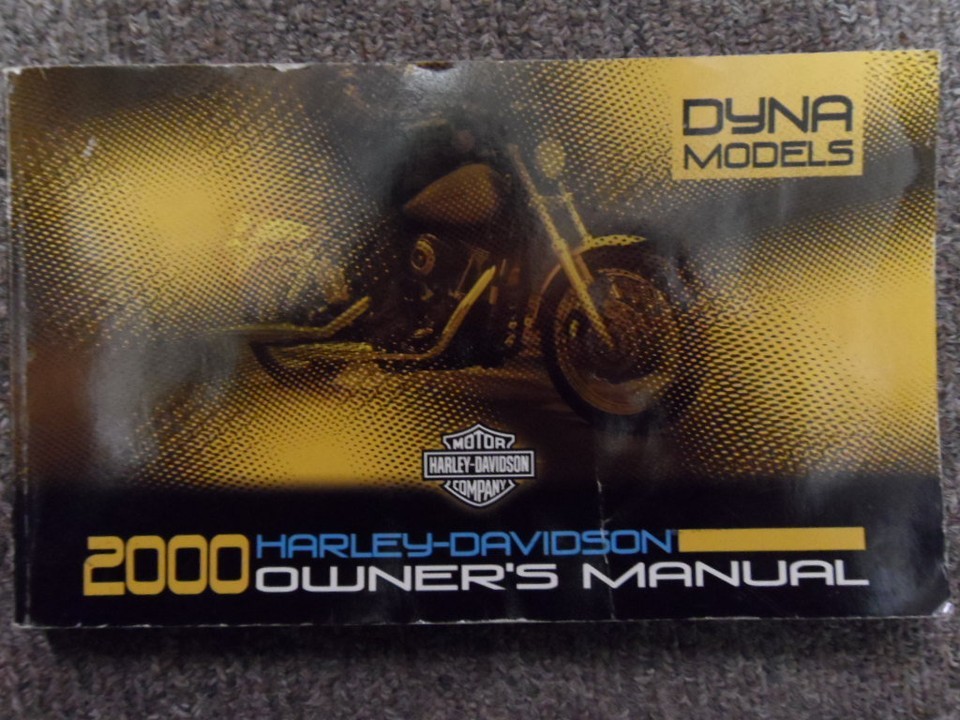 DYNA
MODELS
MOTOR
HARLEY-DAVIDSON
COMPANY
2000 HARLEY-DAVIDSON®
OWNER'S MANUAL